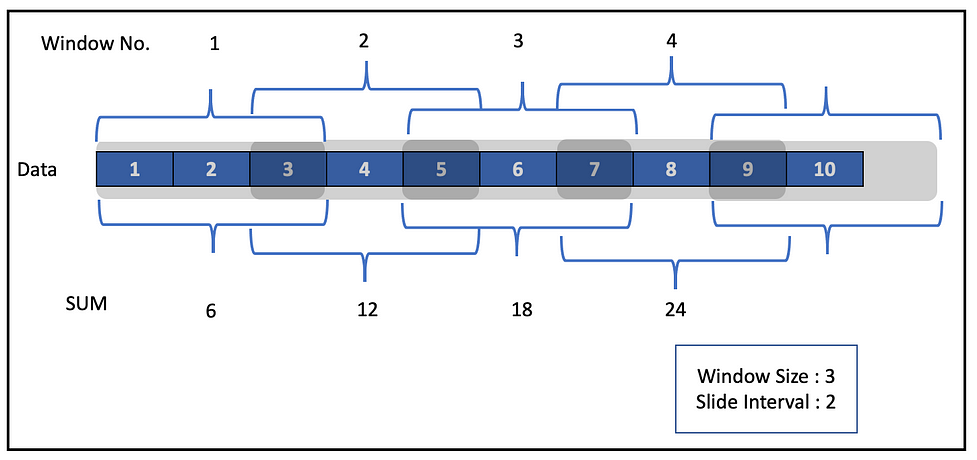 Window No. 1 2 3 4
Data 1 2 3 4 5 6 7 8 9 10
SUM 6 12 18 24
Window Size : 3
Slide Interval : 2